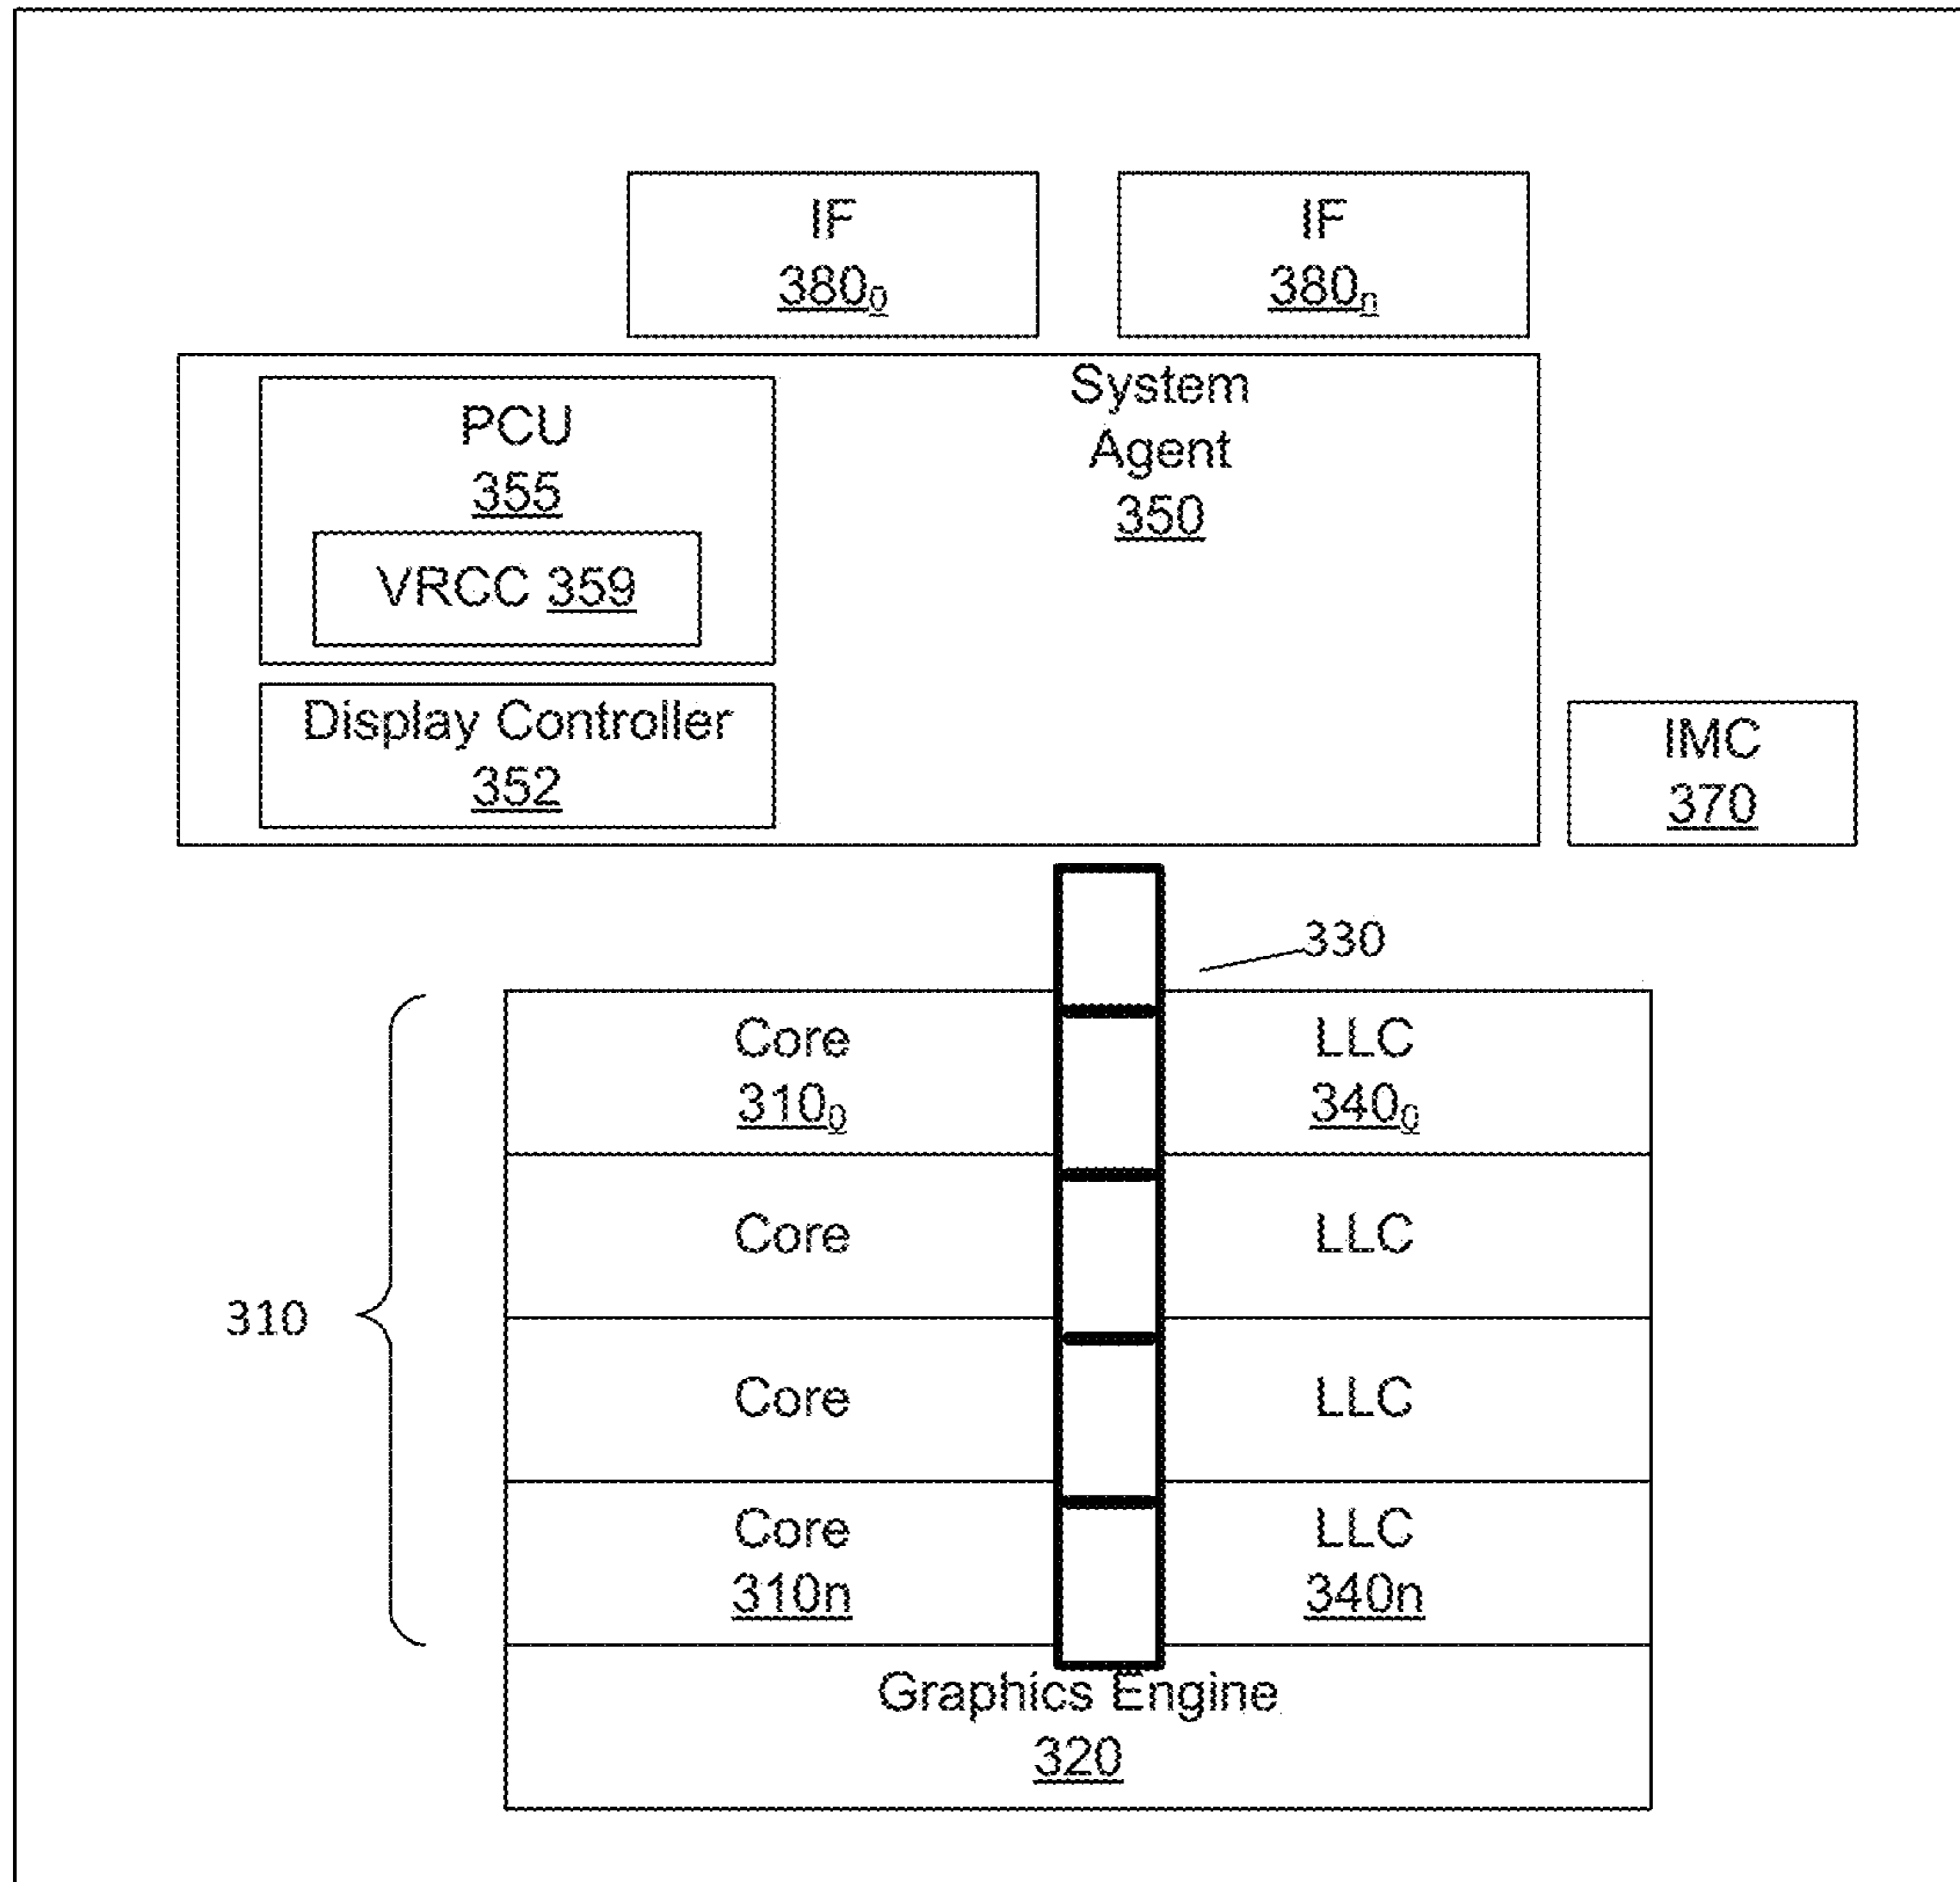 IF
380₀
IF
380ₙ
System
Agent
350
PCU
355
VRCC 359
Display Controller
352
IMC
370
330
Core
310₀
LLC
340₀
Core
LLC
310
Core
LLC
Core
310n
LLC
340n
Graphics Engine
320